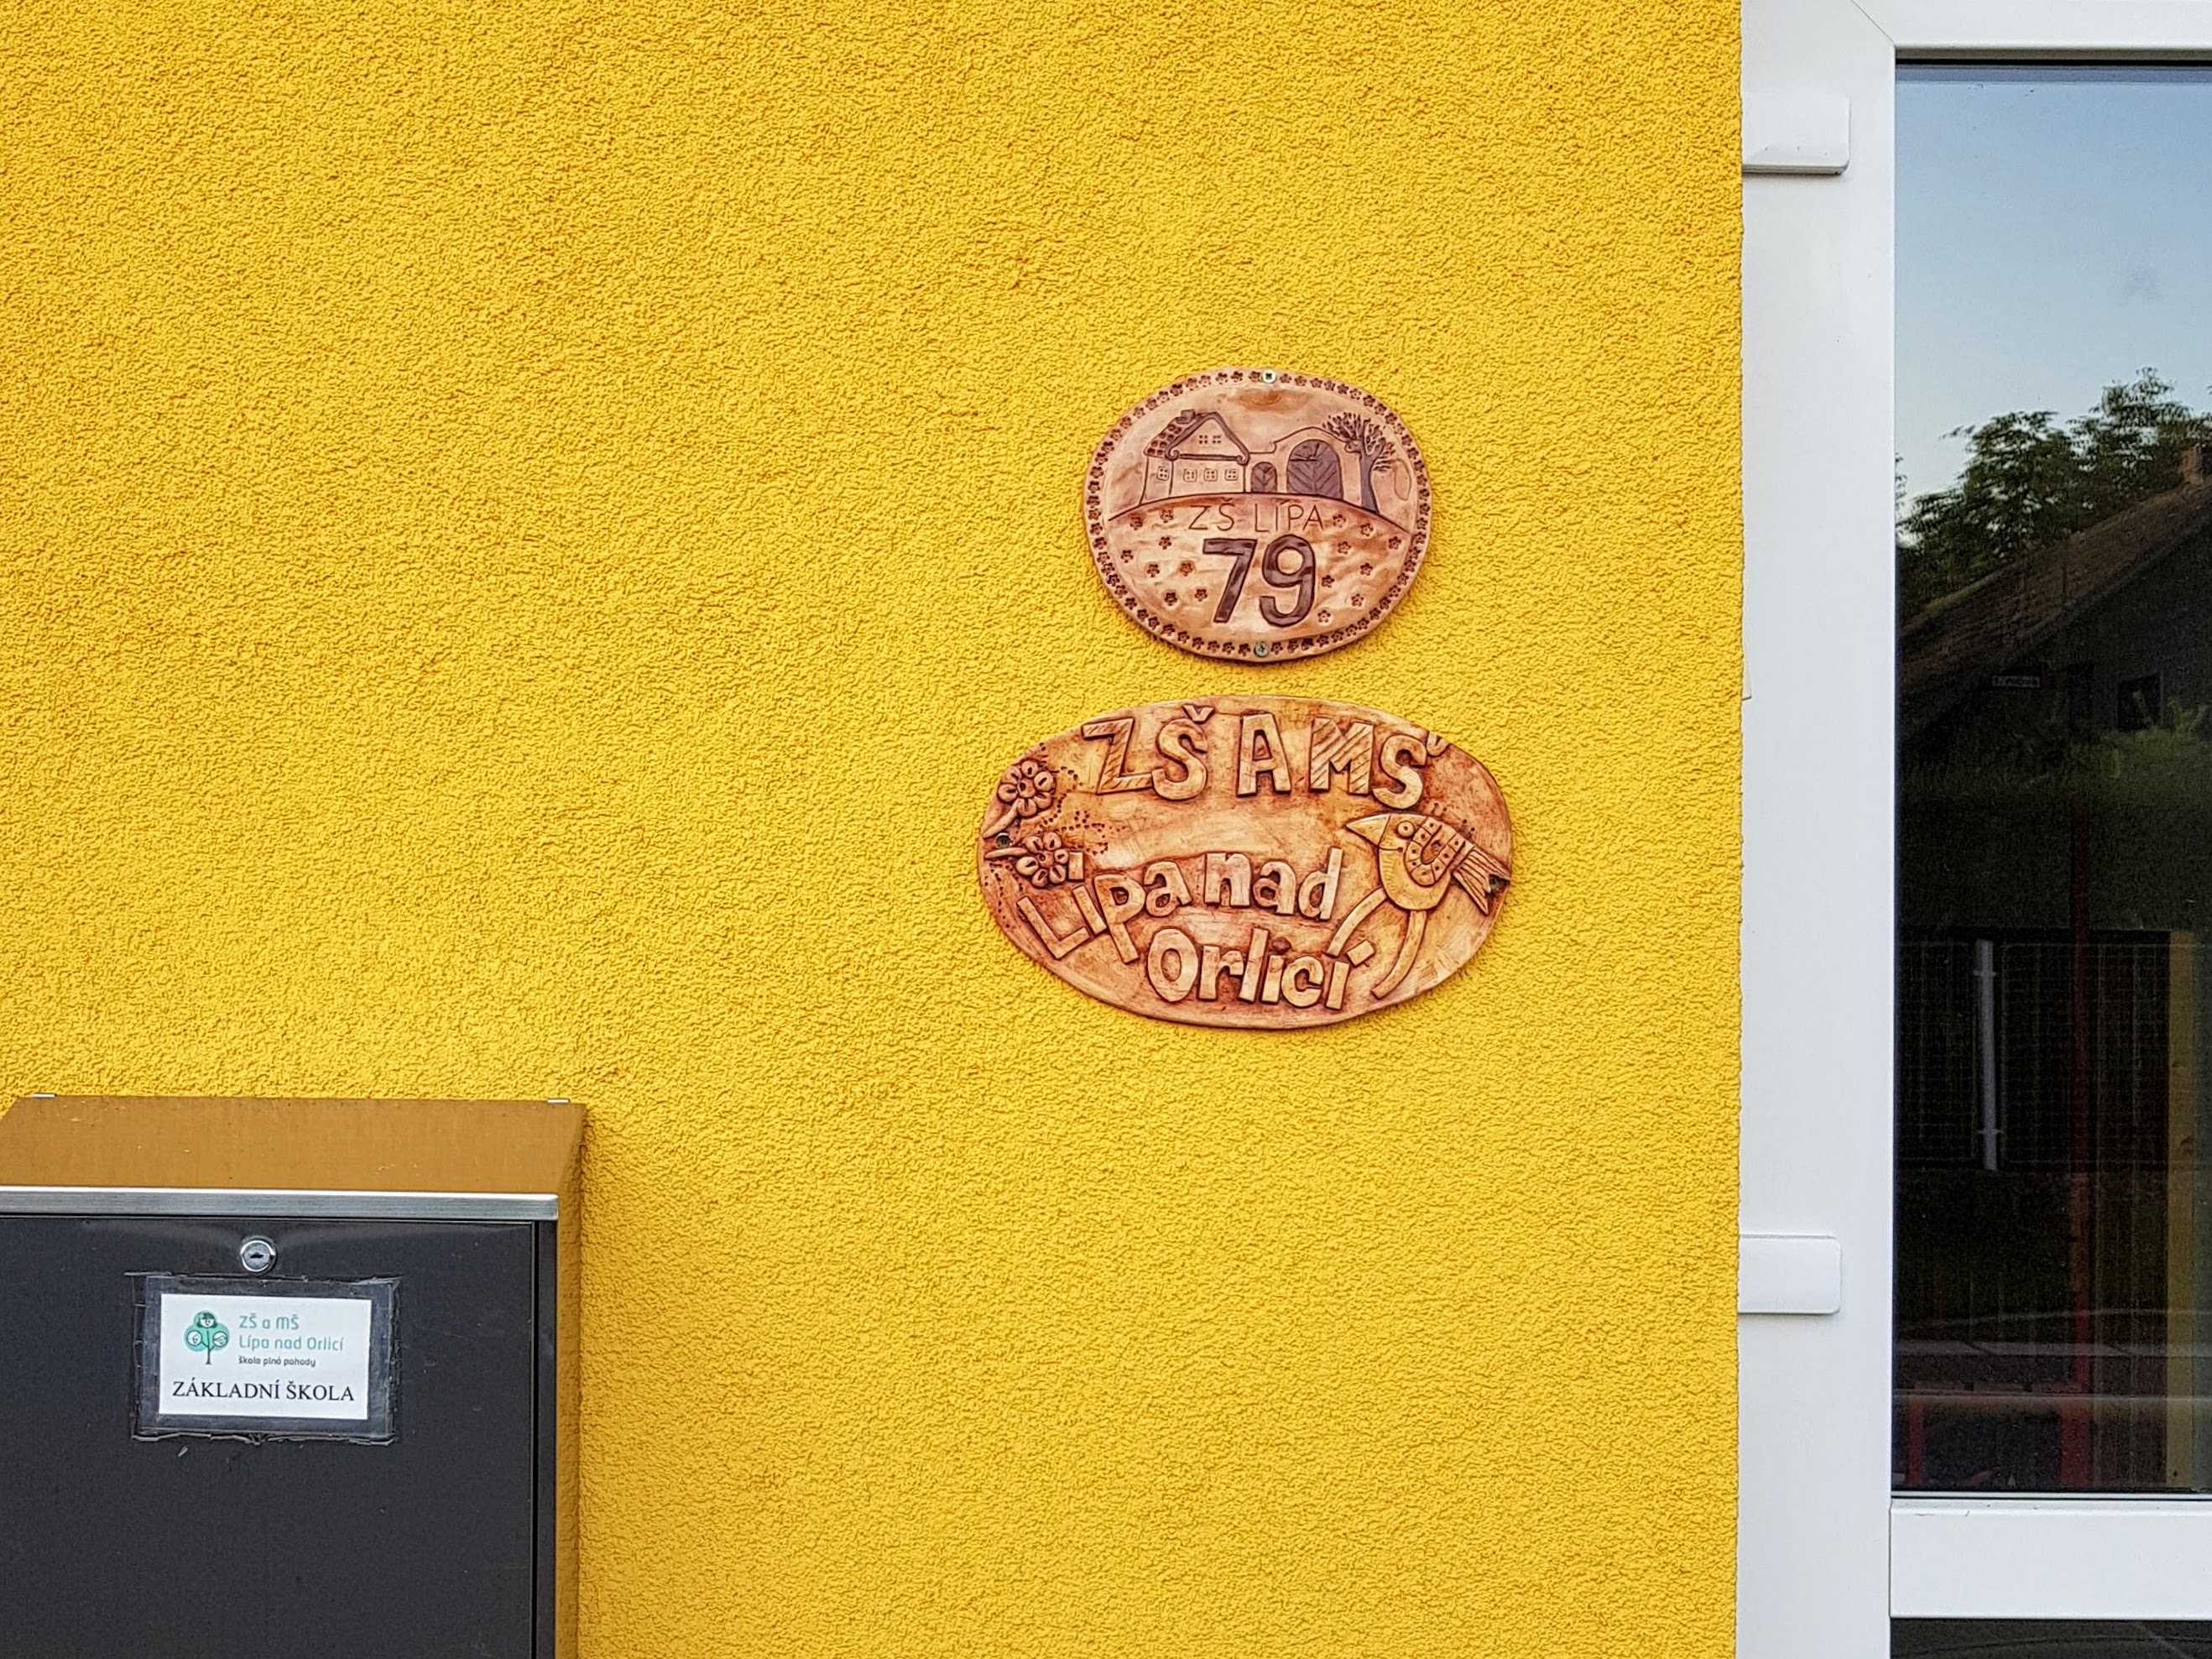 ZŠ LÍPA
79
ZŠ A MŠ
Lípa nad
Orlicí
ZŠ a MŠ
Lípa nad Orlicí
škola plná pohody
ZÁKLADNÍ ŠKOLA